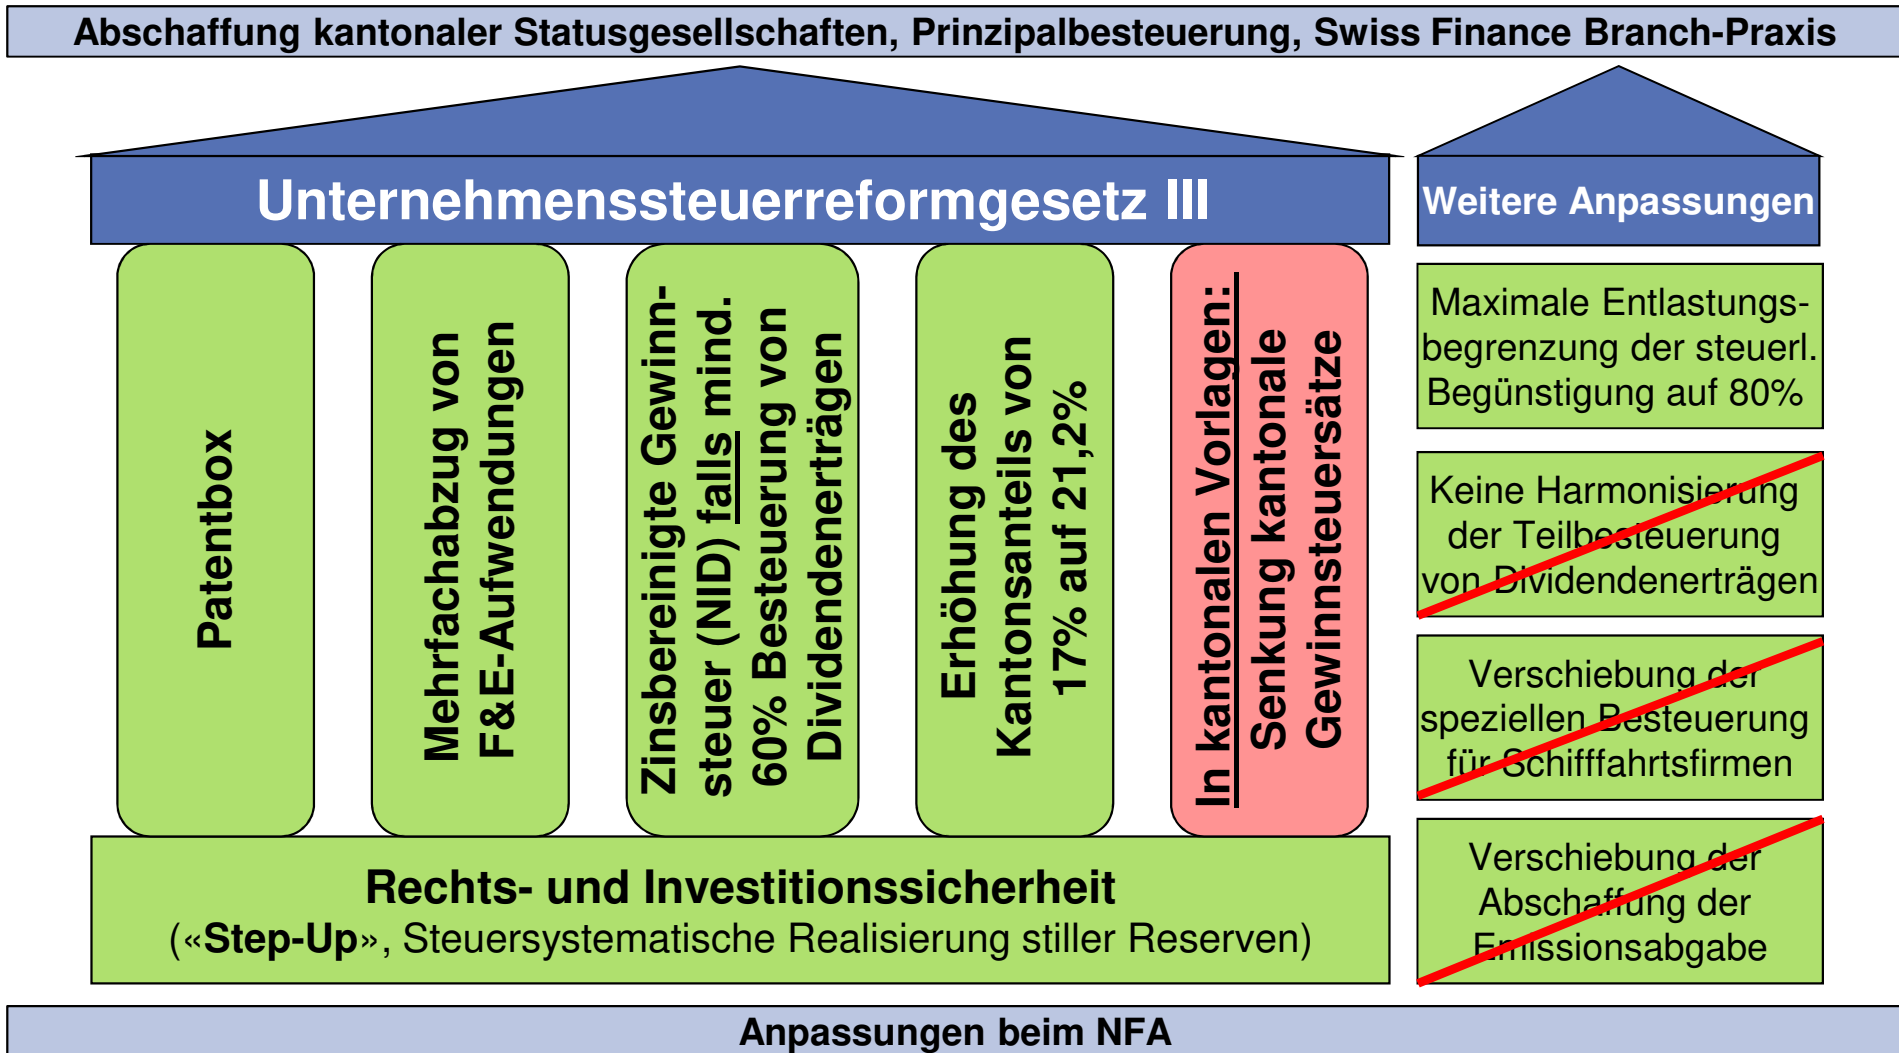 Abschaffung kantonaler Statusgesellschaften, Prinzipalbesteuerung, Swiss Finance Branch-Praxis
Unternehmenssteuerreformgesetz III
Patentbox
Mehrfachabzug von
F&E-Aufwendungen
Zinsbereinigte Gewinn-
steuer (NID) falls mind.
60% Besteuerung von
Dividendenerträgen
Erhöhung des
Kantonsanteils von
17% auf 21,2%
In kantonalen Vorlagen:
Senkung kantonale
Gewinnsteuersätze
Rechts- und Investitionssicherheit
(«Step-Up», Steuersystematische Realisierung stiller Reserven)
Weitere Anpassungen
Maximale Entlastungs-
begrenzung der steuerl.
Begünstigung auf 80%
Keine Harmonisierung
der Teilbesteuerung
von Dividendenerträgen
Verschiebung der
speziellen Besteuerung
für Schifffahrtsfirmen
Verschiebung der
Abschaffung der
Emissionsabgabe
Anpassungen beim NFA